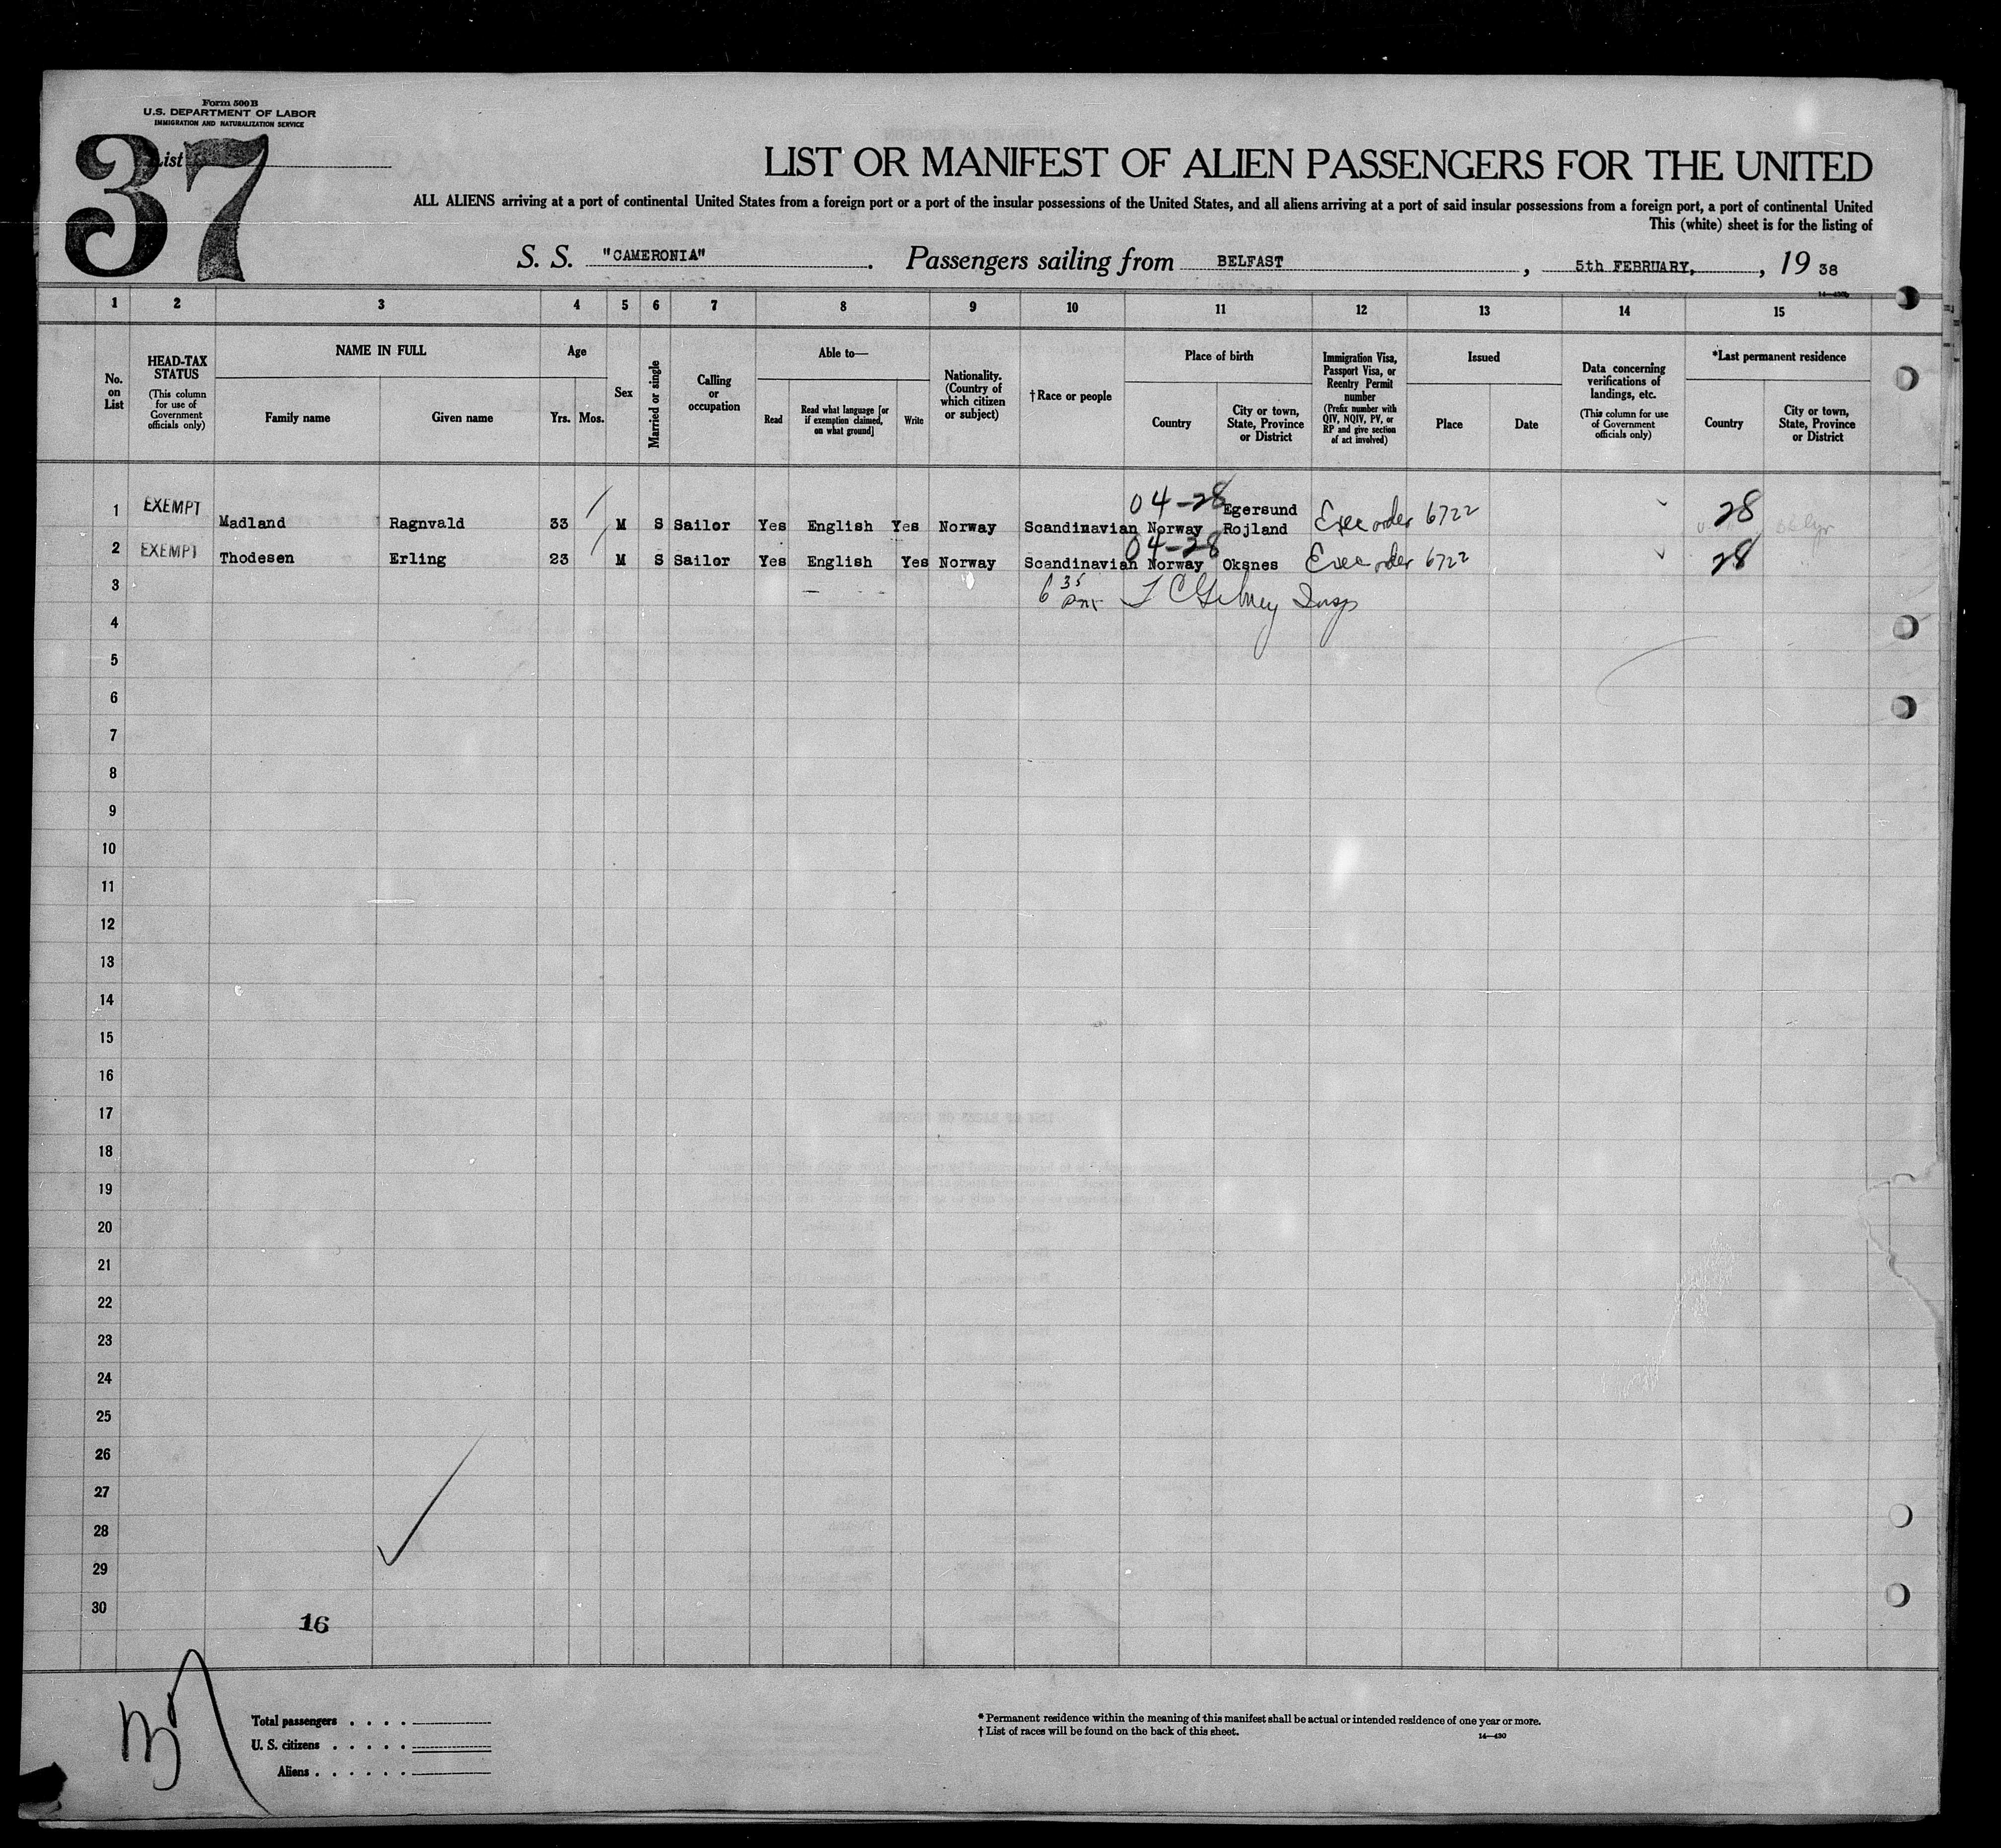 Form 500 B
U.S. DEPARTMENT OF LABOR
IMMIGRATION AND NATURALIZATION SERVICE
List
37
LIST OR MANIFEST OF ALIEN PASSENGERS FOR THE UNITED
ALL ALIENS arriving at a port of continental United States from a foreign port or a port of the insular possessions of the United States, and all aliens arriving at a port of said insular possessions from a foreign port, a port of continental United
This (white) sheet is for the listing of
S. S. "CAMERONIA" . Passengers sailing from BELFAST , 5th FEBRUARY, , 19 38
1 2 3 4 5 6 7 8 9 10 11 12 13 14 15
No. on List
HEAD-TAX STATUS
(This column for use of Government officials only)
NAME IN FULL
Family name
Given name
Age
Yrs. Mos.
Sex
Married or single
Calling or occupation
Able to—
Read
Read what language [or if exemption claimed, on what ground]
Write
Nationality. (Country of which citizen or subject)
†Race or people
Place of birth
Country
City or town, State, Province or District
Immigration Visa, Passport Visa, or Reentry Permit number
(Prefix number with QIV, NQIV, PV, or RP and give section of act involved)
Issued
Place
Date
Data concerning verifications of landings, etc.
(This column for use of Government officials only)
*Last permanent residence
Country
City or town, State, Province or District
04-28 Egersund
1 EXEMPT Madland Ragnvald 33 M S Sailor Yes English Yes Norway Scandinavian Norway Rojland Exec order 6722 28
04-28
2 EXEMPT Thodesen Erling 23 M S Sailor Yes English Yes Norway Scandinavian Norway Oksnes Exec order 6722 28
3 6 35 pm Insp
4
5
6
7
8
9
10
11
12
13
14
15
16
17
18
19
20
21
22
23
24
25
26
27
28
29
30
16
Total passengers . . . .
U. S. citizens . . . . .
Aliens . . . . . .
* Permanent residence within the meaning of this manifest shall be actual or intended residence of one year or more.
† List of races will be found on the back of this sheet.
14—430